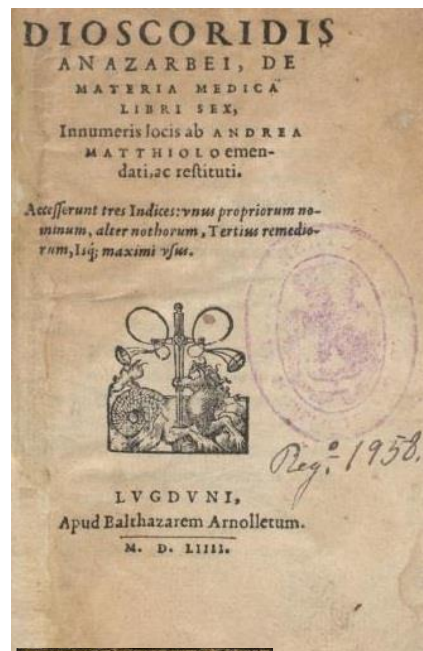 DIOSCORIDIS
ANAZARBEI, DE
MATERIA MEDICA
LIBRI SEX,
Innumeris locis ab ANDREA
MATTHIOLO emen-
dati, ac reſtituti.
Acceſſerunt tres Indices: vnus propriorum no-
minum, alter nothorum, Tertius remedio-
rum, Iſq́; maximi vſus.
Reg.º 1958.
LVGDVNI,
Apud Balthazarem Arnolletum.
M. D. LIIII.